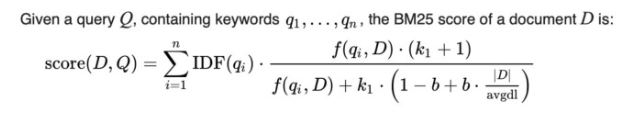 Given a query Q, containing keywords q₁, . . . , qₙ, the BM25 score of a document D is:
score(D, Q) = ∑ᵢ₌₁ⁿ IDF(qᵢ) · f(qᵢ, D) · (k₁ + 1) / f(qᵢ, D) + k₁ · (1 − b + b · |D| / avgdl)